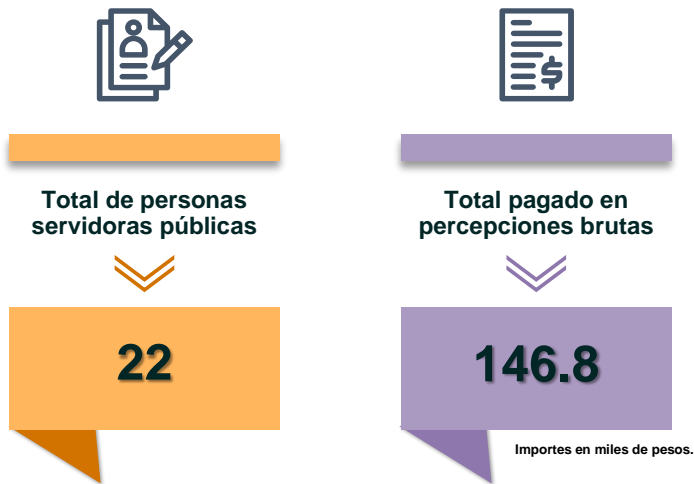 Total de personas
servidoras públicas
22
Total pagado en
percepciones brutas
146.8
Importes en miles de pesos.